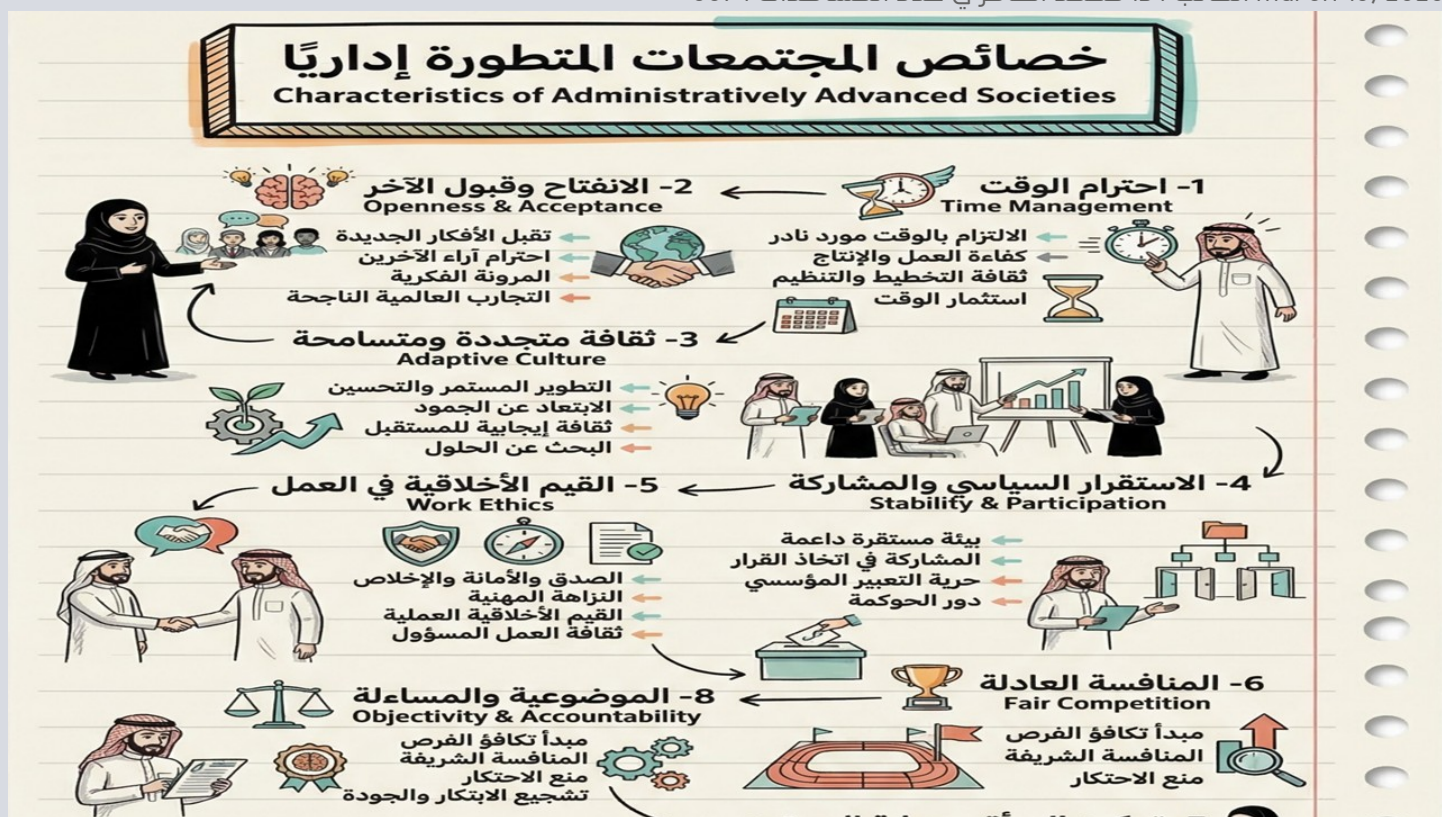 خصائص المجتمعات المتطورة إداريًا
Characteristics of Administratively Advanced Societies
1- احترام الوقت
Time Management
الالتزام بالوقت مورد نادر
كفاءة العمل والإنتاج
ثقافة التخطيط والتنظيم
استثمار الوقت
2- الانفتاح وقبول الآخر
Openness & Acceptance
تقبل الأفكار الجديدة
احترام آراء الآخرين
المرونة الفكرية
التجارب العالمية الناجحة
3- ثقافة متجددة ومتسامحة
Adaptive Culture
التطوير المستمر والتحسين
الابتعاد عن الجمود
ثقافة إيجابية للمستقبل
البحث عن الحلول
4- الاستقرار السياسي والمشاركة
Stabilify & Participation
بيئة مستقرة داعمة
المشاركة في اتخاذ القرار
حرية التعبير المؤسسي
دور الحوكمة
5- القيم الأخلاقية في العمل
Work Ethics
الصدق والأمانة والإخلاص
النزاهة المهنية
القيم الأخلاقية العملية
ثقافة العمل المسؤول
6- المنافسة العادلة
Fair Competition
مبدأ تكافؤ الفرص
المنافسة الشريفة
منع الاحتكار
8- الموضوعية والمساءلة
Objectivity & Accountability
مبدأ تكافؤ الفرص
المنافسة الشريفة
منع الاحتكار
تشجيع الابتكار والجودة